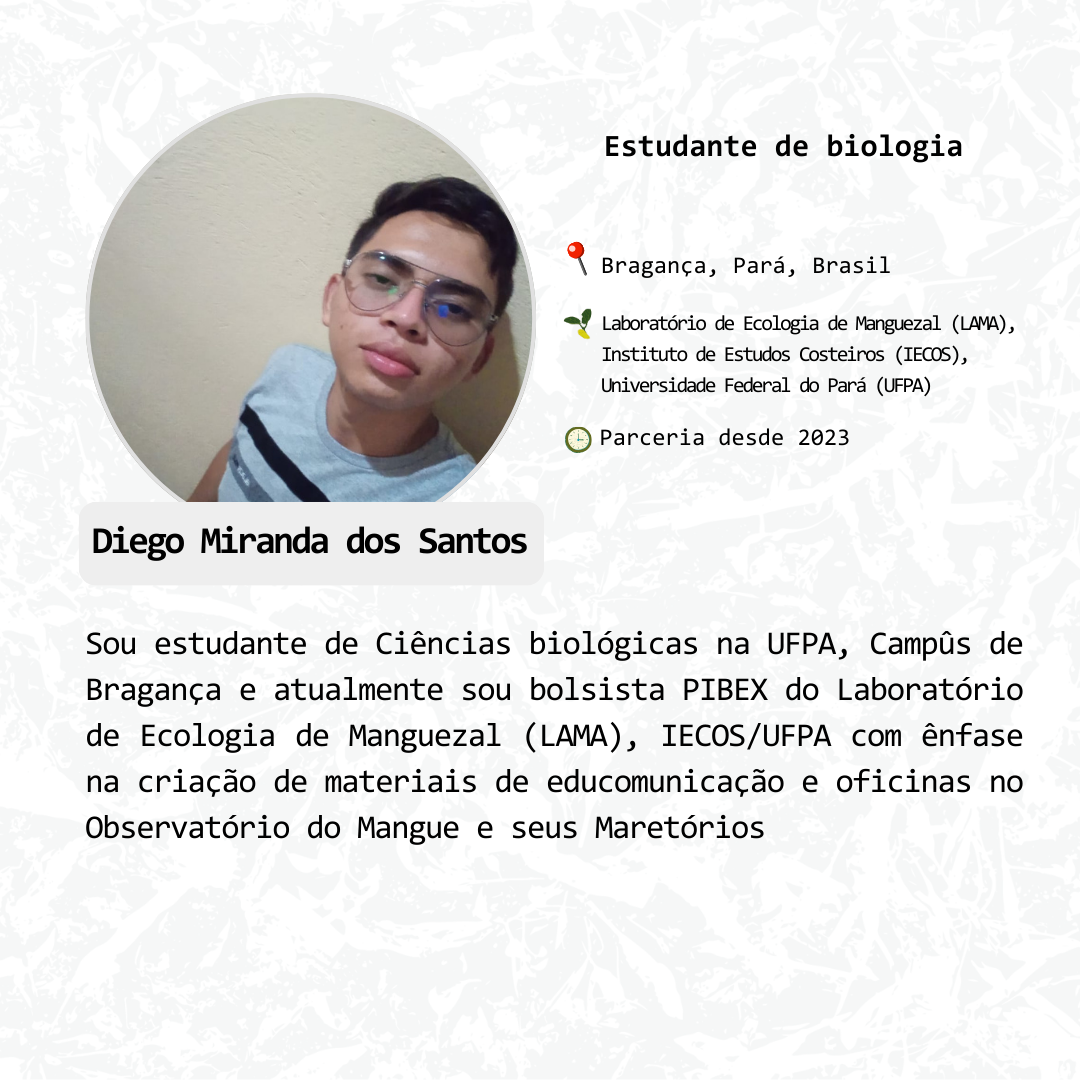 Estudante de biologia
Bragança, Pará, Brasil
Laboratório de Ecologia de Manguezal (LAMA),
Instituto de Estudos Costeiros (IECOS),
Universidade Federal do Pará (UFPA)
Parceria desde 2023
Diego Miranda dos Santos
Sou estudante de Ciências biológicas na UFPA, Campûs de
Bragança e atualmente sou bolsista PIBEX do Laboratório
de Ecologia de Manguezal (LAMA), IECOS/UFPA com ênfase
na criação de materiais de educomunicação e oficinas no
Observatório do Mangue e seus Maretórios